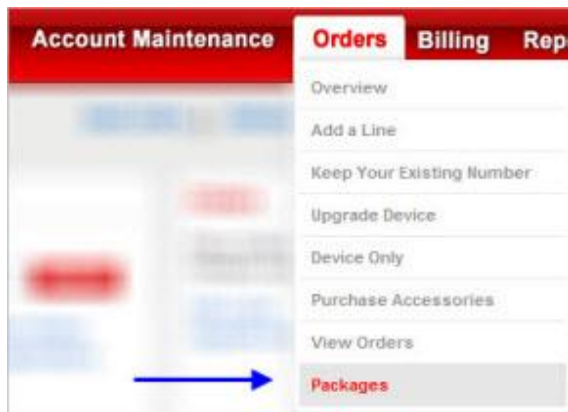 Account Maintenance Orders Billing Rep
Overview
Add a Line
Keep Your Existing Number
Upgrade Device
Device Only
Purchase Accessories
View Orders
Packages